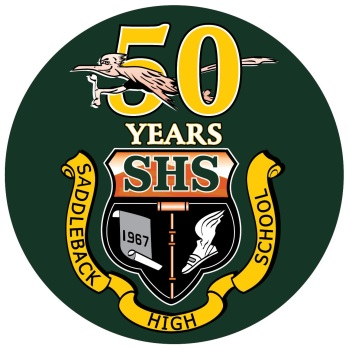 50
YEARS
SHS
1967
SADDLEBACK
HIGH
SCHOOL